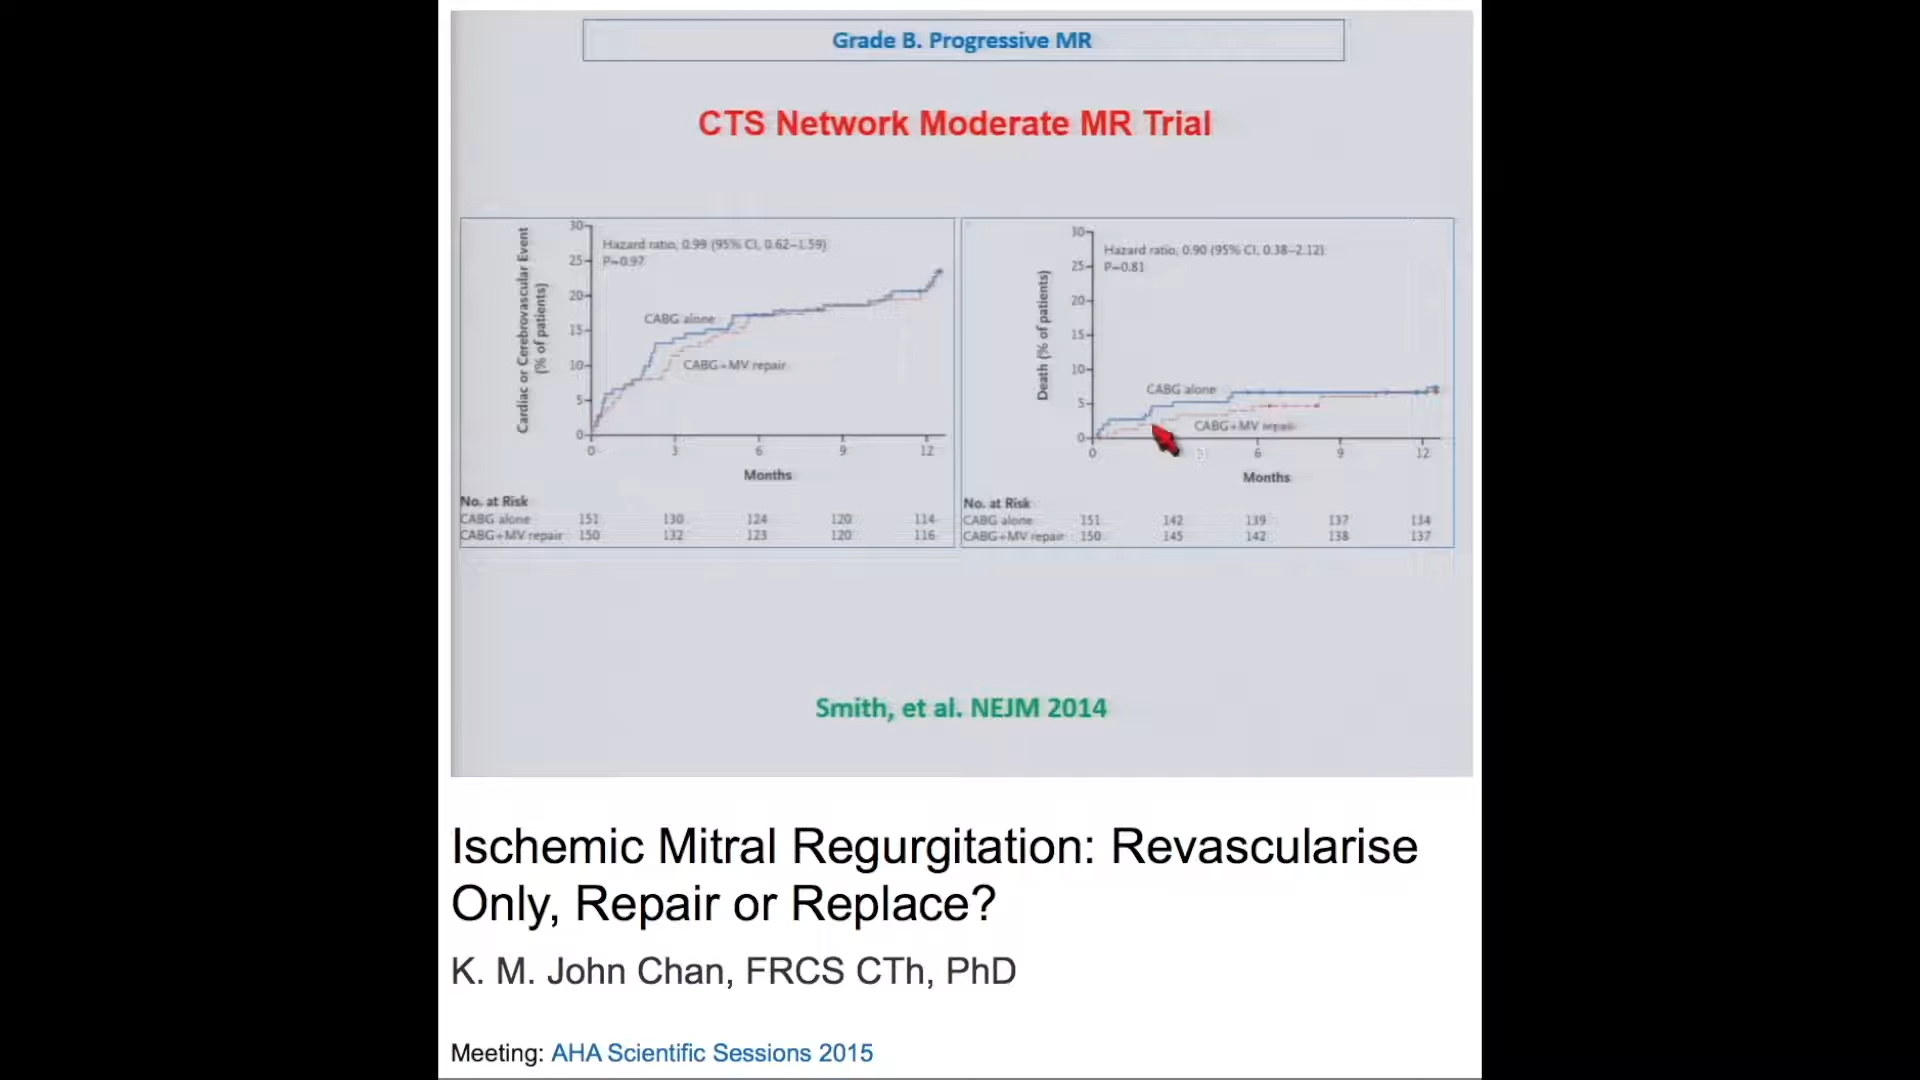 Grade B. Progressive MR
CTS Network Moderate MR Trial
Cardiac or Cerebrovascular Event
(% of patients)
30
25
20
15
10
5
0
Hazard ratio, 0.99 (95% CI, 0.62–1.59)
P=0.97
CABG alone
CABG+MV repair
0 3 6 9 12
Months
No. at Risk
CABG alone 151 130 124 120 114
CABG+MV repair 150 132 123 120 116
Death (% of patients)
30
25
20
15
10
5
0
Hazard ratio, 0.90 (95% CI, 0.38–2.12)
P=0.81
CABG alone
CABG+MV repair
0 3 6 9 12
Months
No. at Risk
CABG alone 151 142 139 137 134
CABG+MV repair 150 145 142 138 137
Smith, et al. NEJM 2014
Ischemic Mitral Regurgitation: Revascularise
Only, Repair or Replace?
K. M. John Chan, FRCS CTh, PhD
Meeting: AHA Scientific Sessions 2015